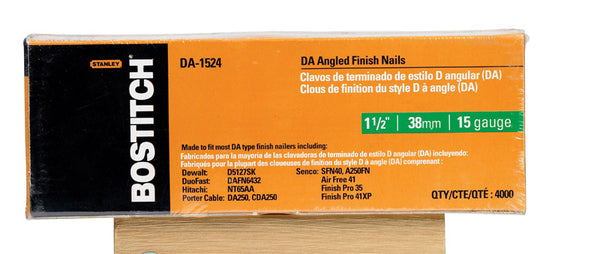 STANLEY
BOSTITCH
DA-1524
DA Angled Finish Nails
Clavos de terminado de estilo D angular (DA)
Clous de finition du style D à angle (DA)
1½" | 38mm | 15 gauge
Made to fit most DA type finish nailers including:
Fabricados para la mayoria de las clavadoras de terminado de estilo D angular (DA) incluyendo:
Fabriqués pour la plupart des cloueuses de finition du style D à angle (DA) comprenant :
Dewalt: D5127SK Senco: SFN40, A250FN
DuoFast: DAFN6432 Air Free 41
Hitachi: NT65AA Finish Pro 35
Porter Cable: DA250, CDA250 Finish Pro 41XP
QTY/CTE/QTÉ : 4000